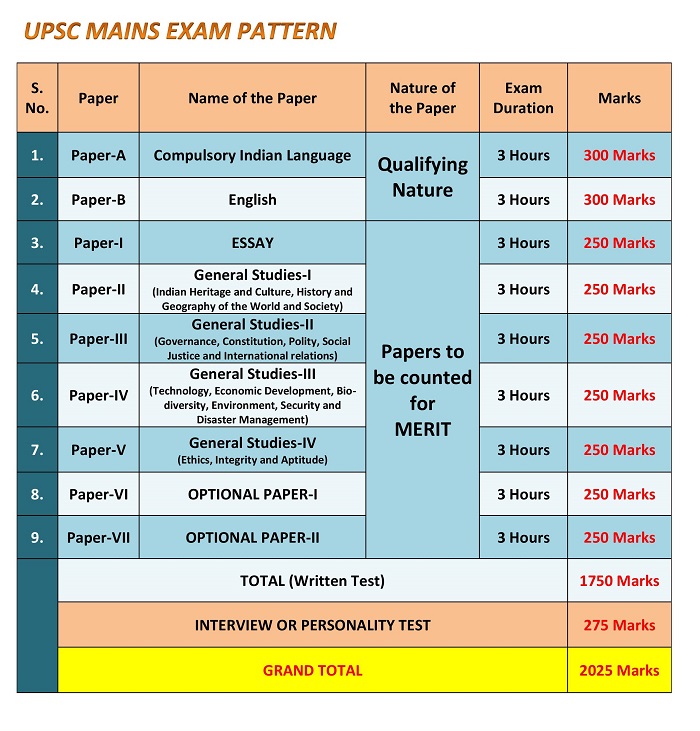 UPSC MAINS EXAM PATTERN
S. No. Paper Name of the Paper Nature of the Paper Exam Duration Marks
1. Paper-A Compulsory Indian Language Qualifying Nature 3 Hours 300 Marks
2. Paper-B English 3 Hours 300 Marks
3. Paper-I ESSAY Papers to be counted for MERIT 3 Hours 250 Marks
4. Paper-II General Studies-I 3 Hours 250 Marks
(Indian Heritage and Culture, History and
Geography of the World and Society)
5. Paper-III General Studies-II 3 Hours 250 Marks
(Governance, Constitution, Polity, Social
Justice and International relations)
6. Paper-IV General Studies-III 3 Hours 250 Marks
(Technology, Economic Development, Bio-
diversity, Environment, Security and
Disaster Management)
7. Paper-V General Studies-IV 3 Hours 250 Marks
(Ethics, Integrity and Aptitude)
8. Paper-VI OPTIONAL PAPER-I 3 Hours 250 Marks
9. Paper-VII OPTIONAL PAPER-II 3 Hours 250 Marks
TOTAL (Written Test) 1750 Marks
INTERVIEW OR PERSONALITY TEST 275 Marks
GRAND TOTAL 2025 Marks